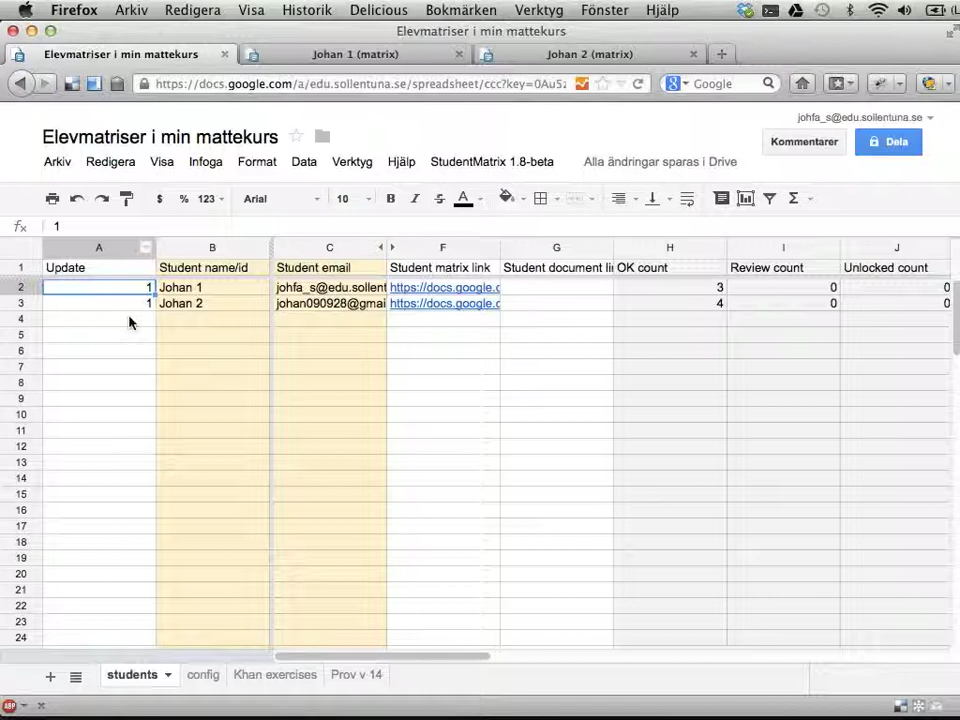 Firefox Arkiv Redigera Visa Historik Delicious Bokmärken Verktyg Fönster Hjälp
Elevmatriser i min mattekurs
Elevmatriser i min mattekurs × Johan 1 (matrix) × Johan 2 (matrix) × +
https://docs.google.com/a/edu.sollentuna.se/spreadsheet/ccc?key=0Au5z Google
johfa_s@edu.sollentuna.se
Elevmatriser i min mattekurs
Kommentarer Dela
Arkiv Redigera Visa Infoga Format Data Verktyg Hjälp StudentMatrix 1.8-beta Alla ändringar sparas i Drive
$ % 123 Arial 10 B I S A Σ
fx 1
A B C F G H I J
1 Update Student name/id Student email Student matrix link Student document lin OK count Review count Unlocked count
2 1 Johan 1 johfa_s@edu.sollent https://docs.google.c 3 0 0
3 1 Johan 2 johan090928@gmai https://docs.google.c 4 0 0
4
5
6
7
8
9
10
11
12
13
14
15
16
17
18
19
20
21
22
23
24
+ students config Khan exercises Prov v 14
ABP ×